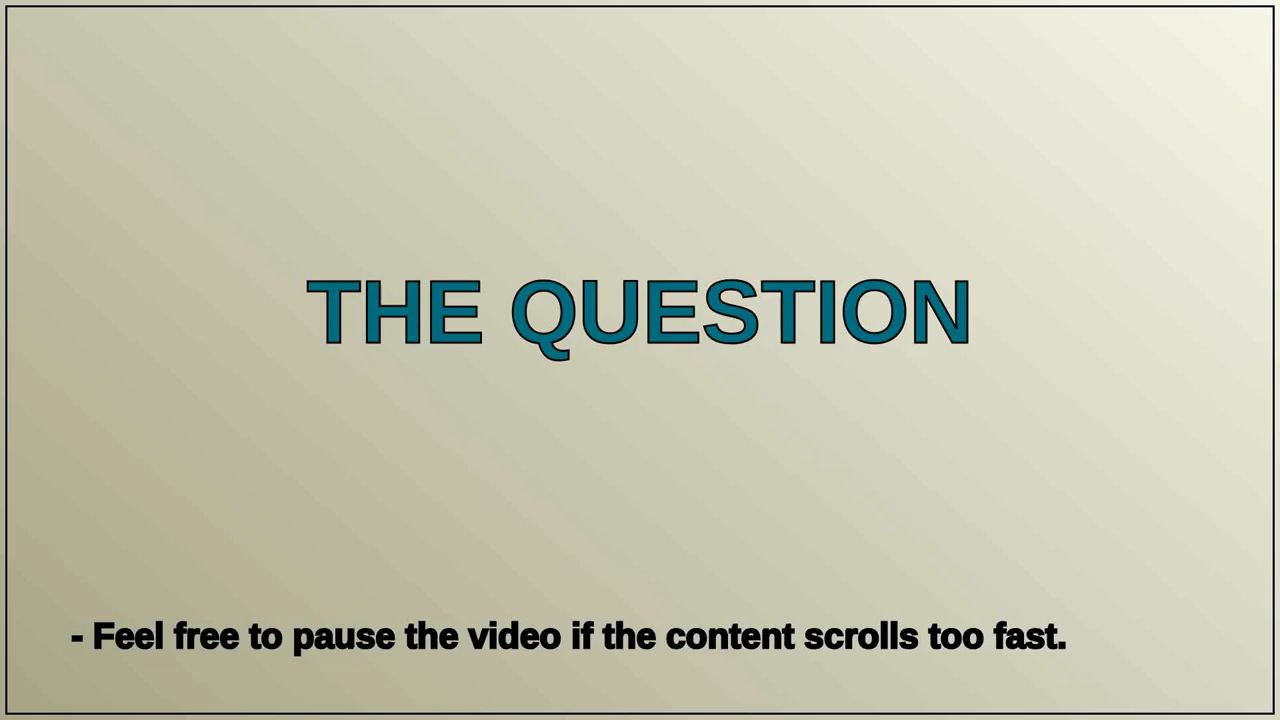 THE QUESTION
- Feel free to pause the video if the content scrolls too fast.